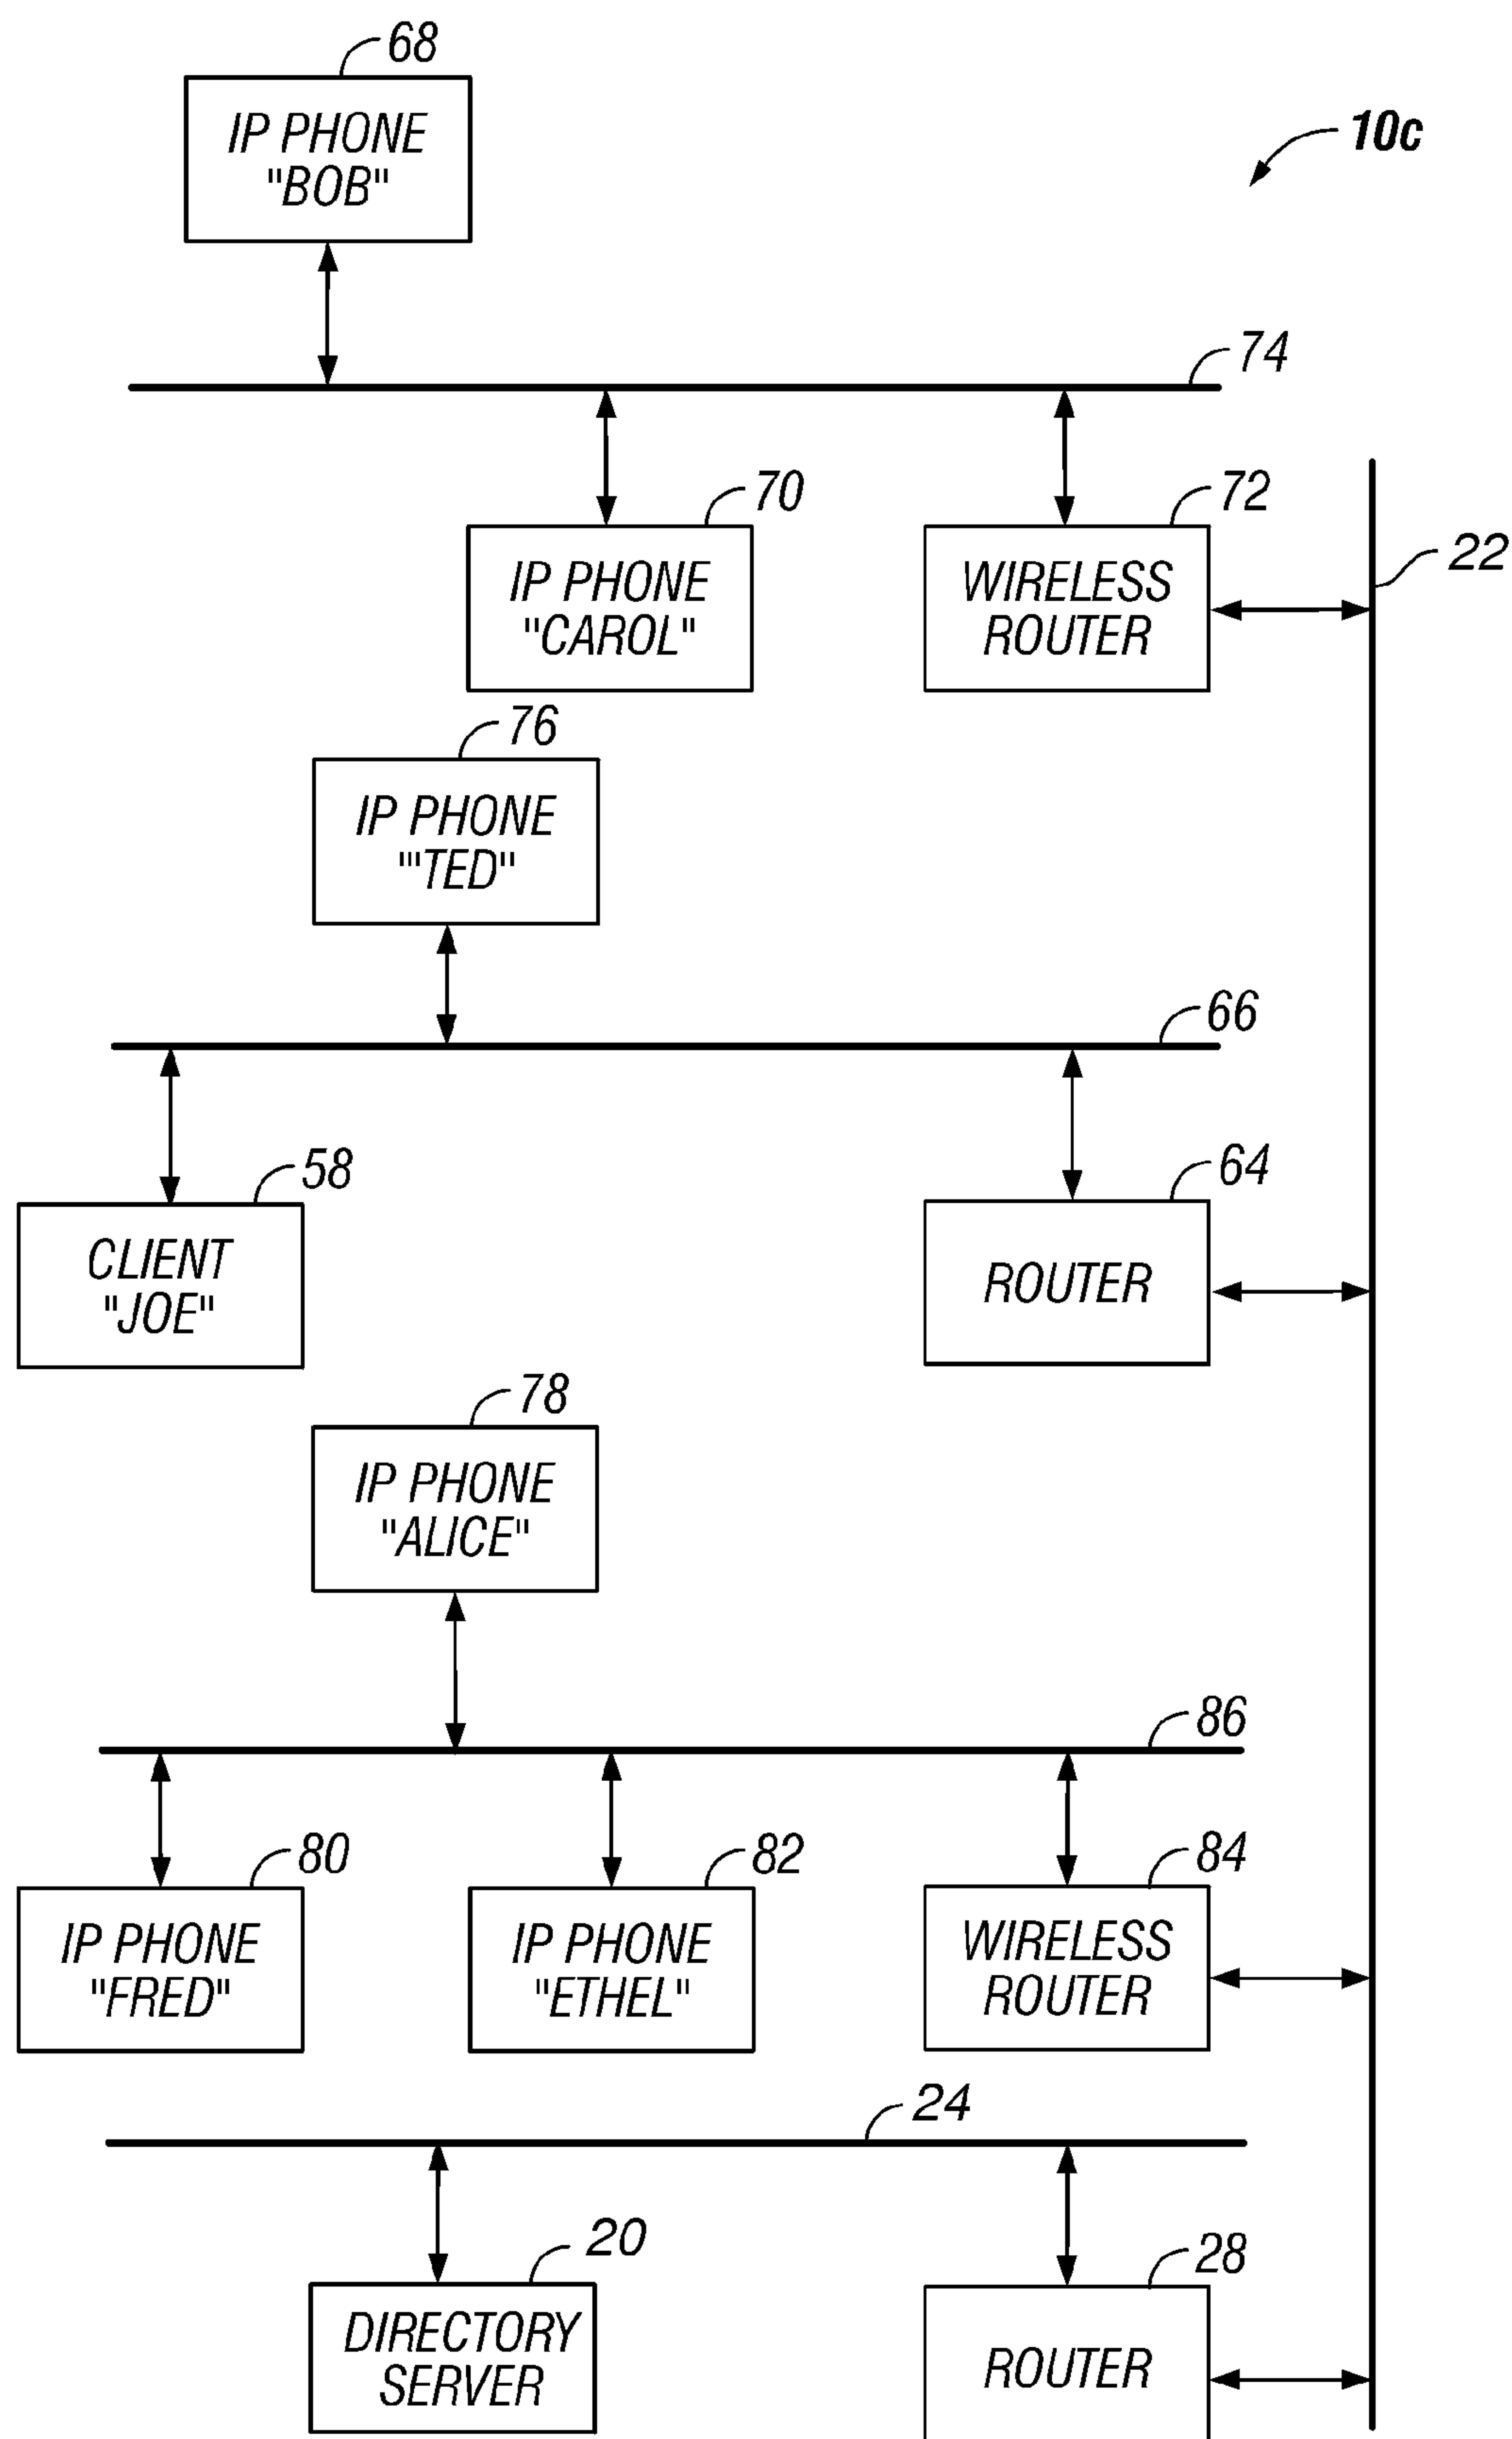 68
IP PHONE
"BOB"
10c
74
70
72
22
IP PHONE
"CAROL"
WIRELESS
ROUTER
76
IP PHONE
"'TED"
66
58
64
CLIENT
"JOE"
ROUTER
78
IP PHONE
"ALICE"
86
80
82
84
IP PHONE
"FRED"
IP PHONE
"ETHEL"
WIRELESS
ROUTER
24
20
28
DIRECTORY
SERVER
ROUTER